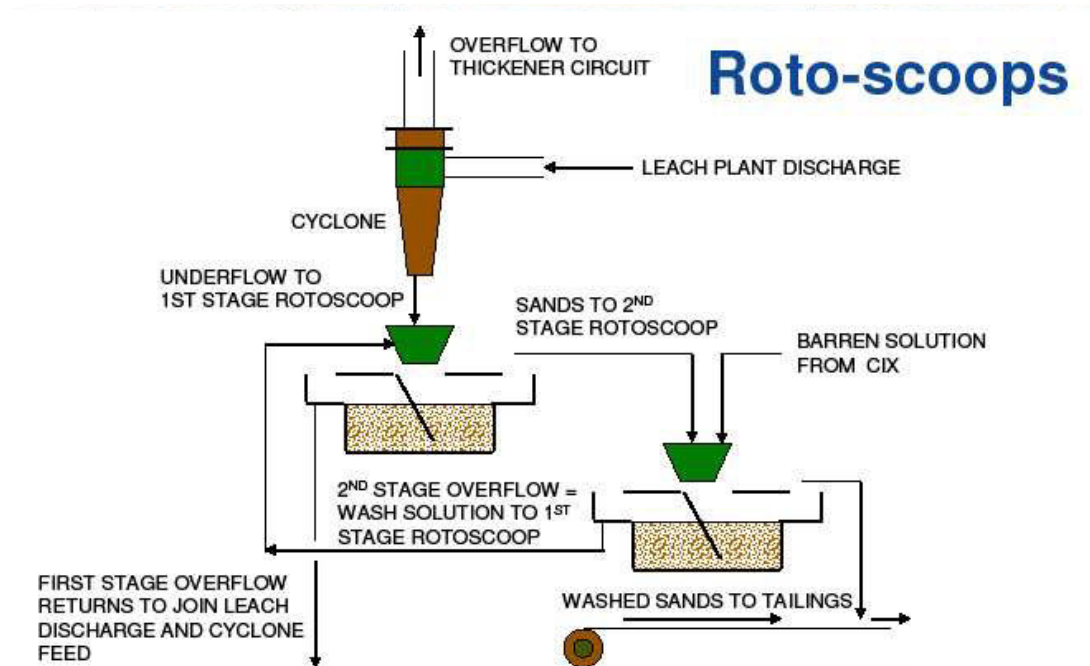 OVERFLOW TO
THICKENER CIRCUIT
Roto-scoops
LEACH PLANT DISCHARGE
CYCLONE
UNDERFLOW TO
1ST STAGE ROTOSCOOP
SANDS TO 2ND
STAGE ROTOSCOOP
BARREN SOLUTION
FROM CIX
2ND STAGE OVERFLOW =
WASH SOLUTION TO 1ST
STAGE ROTOSCOOP
FIRST STAGE OVERFLOW
RETURNS TO JOIN LEACH
DISCHARGE AND CYCLONE
FEED
WASHED SANDS TO TAILINGS